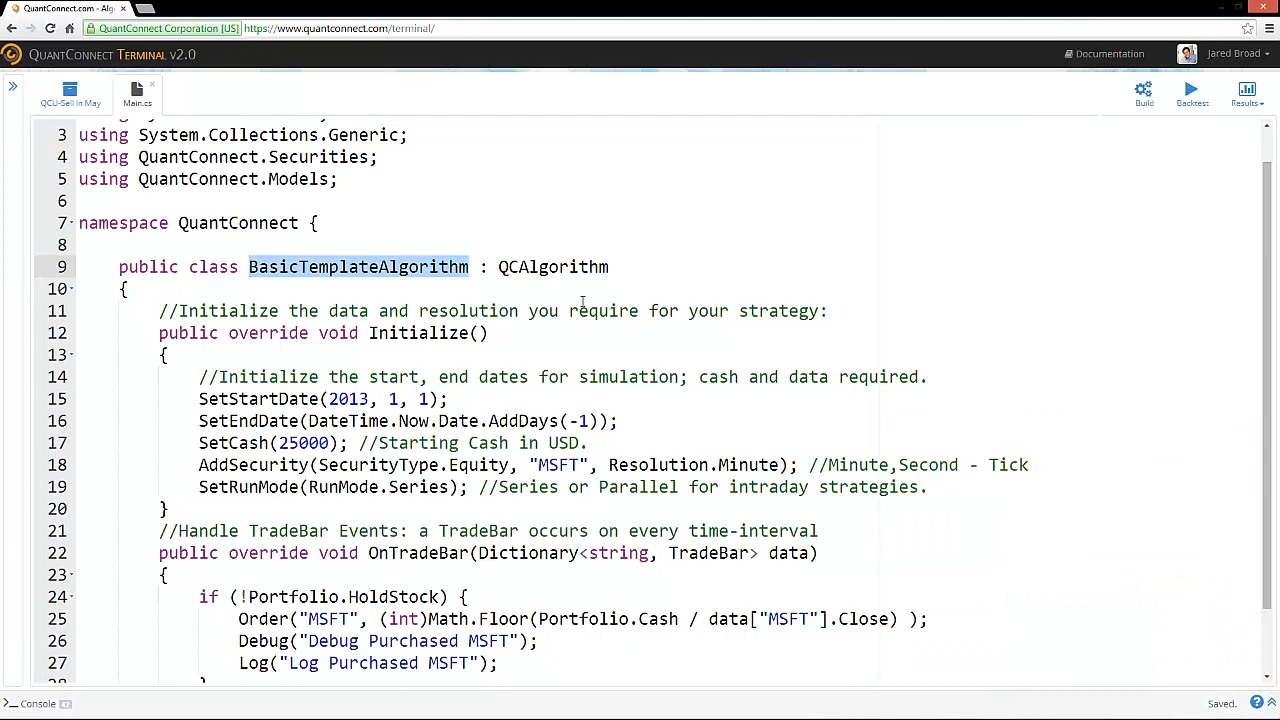 QuantConnect.com - Alg
QuantConnect Corporation [US] https://www.quantconnect.com/terminal/
QUANTCONNECT TERMINAL V2.0
Documentation
Jared Broad
QCU-Sell In May
Main.cs
Build
Backtest
Results
3 using System.Collections.Generic;
4 using QuantConnect.Securities;
5 using QuantConnect.Models;
6
7 namespace QuantConnect {
8
9 public class BasicTemplateAlgorithm : QCAlgorithm
10 {
11 //Initialize the data and resolution you require for your strategy:
12 public override void Initialize()
13 {
14 //Initialize the start, end dates for simulation; cash and data required.
15 SetStartDate(2013, 1, 1);
16 SetEndDate(DateTime.Now.Date.AddDays(-1));
17 SetCash(25000); //Starting Cash in USD.
18 AddSecurity(SecurityType.Equity, "MSFT", Resolution.Minute); //Minute,Second - Tick
19 SetRunMode(RunMode.Series); //Series or Parallel for intraday strategies.
20 }
21 //Handle TradeBar Events: a TradeBar occurs on every time-interval
22 public override void OnTradeBar(Dictionary<string, TradeBar> data)
23 {
24 if (!Portfolio.HoldStock) {
25 Order("MSFT", (int)Math.Floor(Portfolio.Cash / data["MSFT"].Close) );
26 Debug("Debug Purchased MSFT");
27 Log("Log Purchased MSFT");
Console 47
Saved.